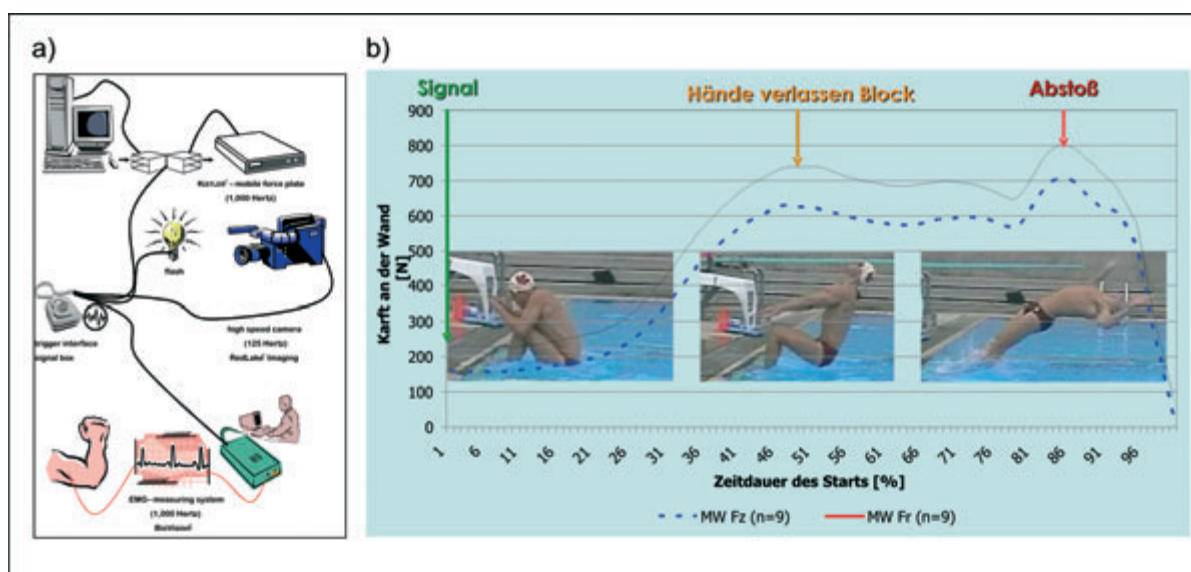 a)
KISTLER® – mobile force plate
(1,000 Hertz)
flash
trigger interface
signal box
high speed camera
(125 Hertz)
RedLake® Imaging
EMG–measuring system
(1,000 Hertz)
Biovision®
b)
Signal
Hände verlassen Block
Abstoß
Karft an der Wand
[N]
900
800
700
600
500
400
300
200
100
0
1
6
11
16
21
26
31
36
41
46
51
56
61
66
71
76
81
86
91
96
Zeitdauer des Starts [%]
MW Fz (n=9)
MW Fr (n=9)